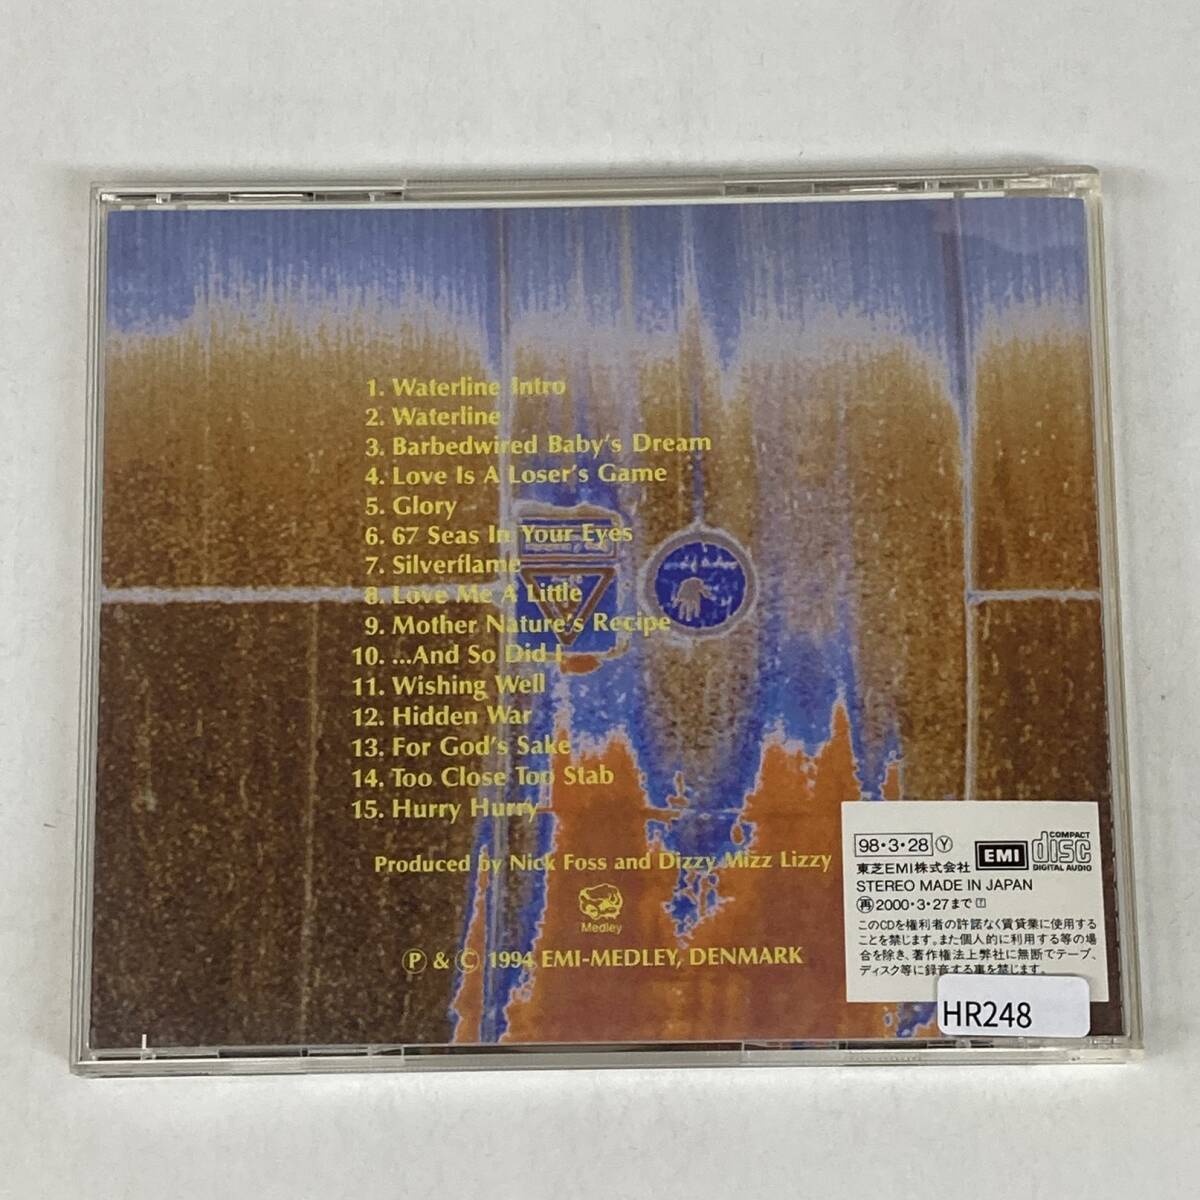 1. Waterline Intro
2. Waterline
3. Barbedwired Baby's Dream
4. Love Is A Loser's Game
5. Glory
6. 67 Seas In Your Eyes
7. Silverflame
8. Love Me A Little
9. Mother Nature's Recipe
10. ...And So Did I
11. Wishing Well
12. Hidden War
13. For God's Sake
14. Too Close Too Stab
15. Hurry Hurry
Produced by Nick Foss and Dizzy Mizz Lizzy
Medley
Ⓟ & © 1994 EMI-MEDLEY, DENMARK
98・3・28 Ⓨ
EMI
COMPACT
disc
DIGITAL AUDIO
東芝EMI株式会社
STEREO MADE IN JAPAN
㊢2000・3・27まで
このCDを権利者の許諾なく賃貸業に使用する
ことを禁じます。また個人的に利用する等の場
合を除き、著作権法上弊社に無断でテープ、
ディスク等に録音する事を禁じます。
HR248